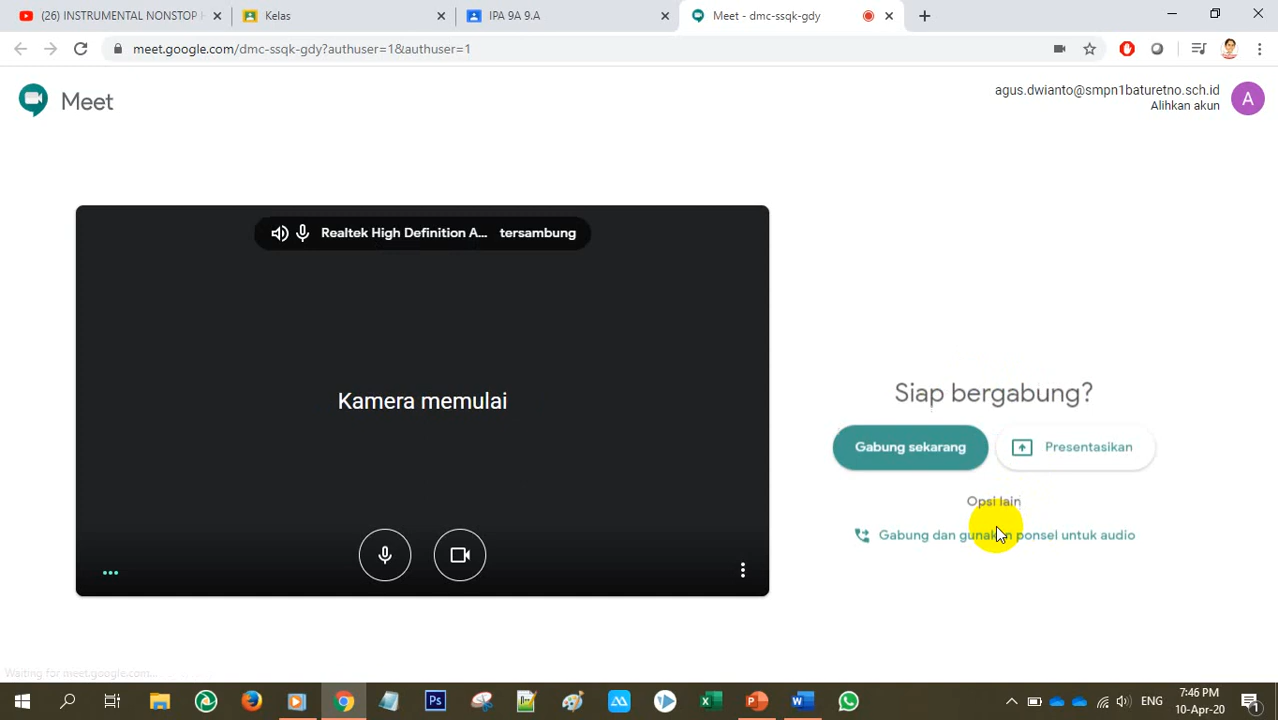 (26) INSTRUMENTAL NONSTOP
Kelas
IPA 9A 9.A
Meet - dmc-ssqk-gdy
meet.google.com/dmc-ssqk-gdy?authuser=1&authuser=1
Meet
agus.dwianto@smpn1baturetno.sch.id
Alihkan akun
A
Realtek High Definition A... tersambung
Kamera memulai
Siap bergabung?
Gabung sekarang
Presentasikan
Opsi lain
Gabung dan gunakan ponsel untuk audio
Waiting for meet.google.com...
ENG
7:46 PM
10-Apr-20